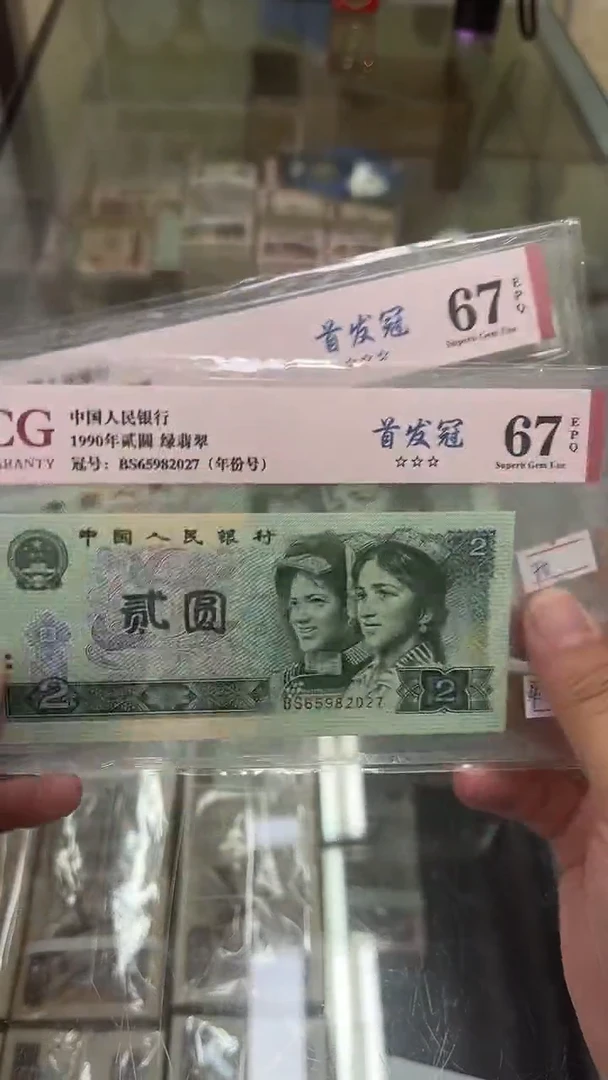 首发冠
☆☆☆
67
EPQ
Superb Gem Unc
CG
中国人民银行
1990年贰圆 绿翡翠
冠号：BS65982027（年份号）
首发冠
☆☆☆
67
EPQ
Superb Gem Unc
中国人民银行
贰圆
2
2
BS65982027
2